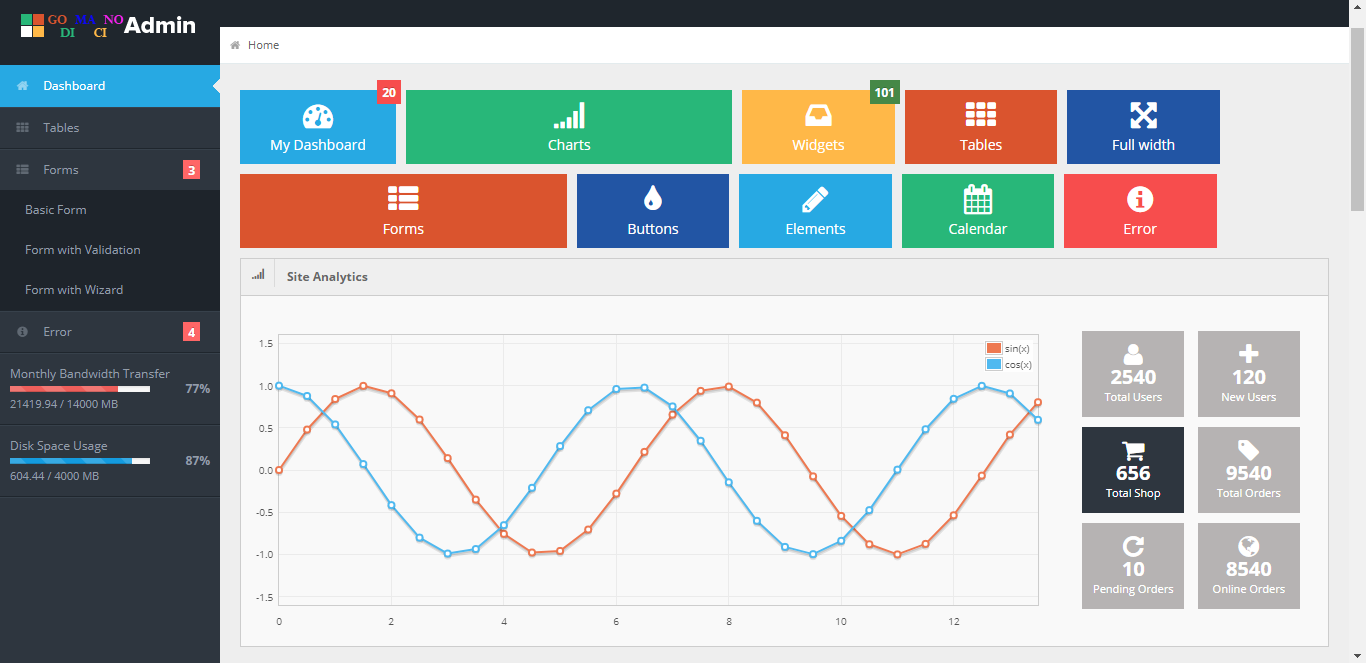 GO MA NO Admin
DI CI
Home
Dashboard
Tables
Forms 3
Basic Form
Form with Validation
Form with Wizard
Error 4
Monthly Bandwidth Transfer
77%
21419.94 / 14000 MB
Disk Space Usage
87%
604.44 / 4000 MB
20
My Dashboard
Charts
101
Widgets
Tables
Full width
Forms
Buttons
Elements
Calendar
Error
Site Analytics
1.5
1.0
0.5
0.0
-0.5
-1.0
-1.5
0 2 4 6 8 10 12
sin(x)
cos(x)
2540
Total Users
120
New Users
656
Total Shop
9540
Total Orders
10
Pending Orders
8540
Online Orders